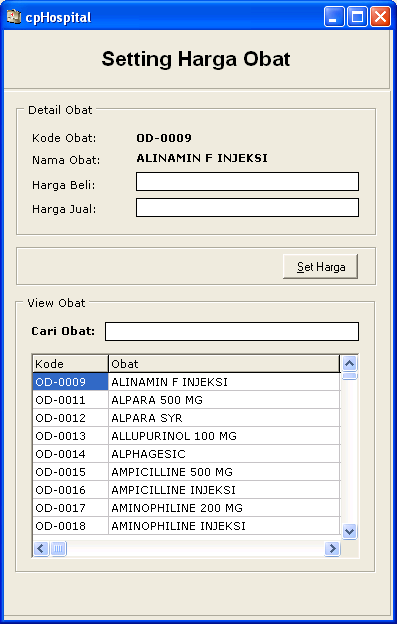 cpHospital
Setting Harga Obat
Detail Obat
Kode Obat: OD-0009
Nama Obat: ALINAMIN F INJEKSI
Harga Beli:
Harga Jual:
Set Harga
View Obat
Cari Obat:
Kode Obat
OD-0009 ALINAMIN F INJEKSI
OD-0011 ALPARA 500 MG
OD-0012 ALPARA SYR
OD-0013 ALLUPURINOL 100 MG
OD-0014 ALPHAGESIC
OD-0015 AMPICILLINE 500 MG
OD-0016 AMPICILLINE INJEKSI
OD-0017 AMINOPHILINE 200 MG
OD-0018 AMINOPHILINE INJEKSI